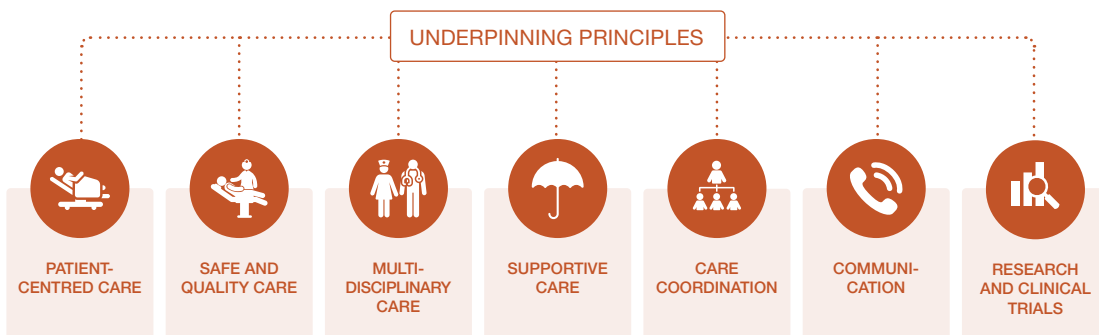 UNDERPINNING PRINCIPLES
PATIENT-
CENTRED CARE
SAFE AND
QUALITY CARE
MULTI-
DISCIPLINARY
CARE
SUPPORTIVE
CARE
CARE
COORDINATION
COMMUNI-
CATION
RESEARCH
AND CLINICAL
TRIALS